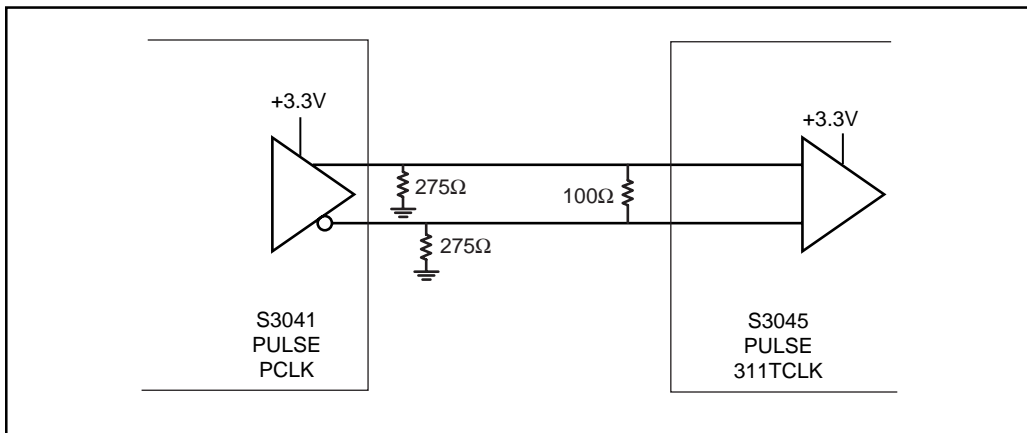 +3.3V
+3.3V
275Ω
100Ω
275Ω
S3041
PULSE
PCLK
S3045
PULSE
311TCLK